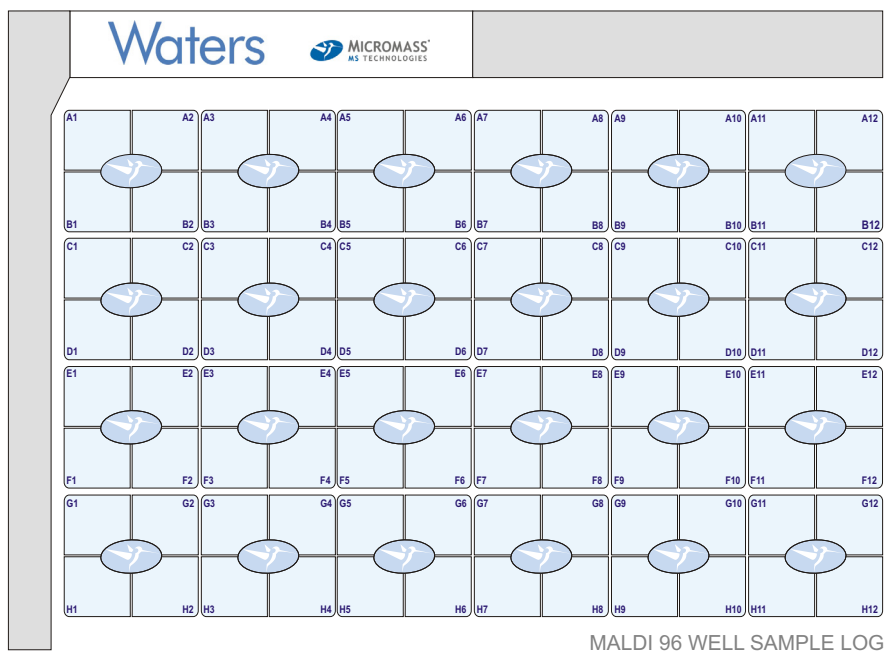 Waters MICROMASS®
MS TECHNOLOGIES
A1 A2 A3 A4 A5 A6 A7 A8 A9 A10 A11 A12
B1 B2 B3 B4 B5 B6 B7 B8 B9 B10 B11 B12
C1 C2 C3 C4 C5 C6 C7 C8 C9 C10 C11 C12
D1 D2 D3 D4 D5 D6 D7 D8 D9 D10 D11 D12
E1 E2 E3 E4 E5 E6 E7 E8 E9 E10 E11 E12
F1 F2 F3 F4 F5 F6 F7 F8 F9 F10 F11 F12
G1 G2 G3 G4 G5 G6 G7 G8 G9 G10 G11 G12
H1 H2 H3 H4 H5 H6 H7 H8 H9 H10 H11 H12
MALDI 96 WELL SAMPLE LOG